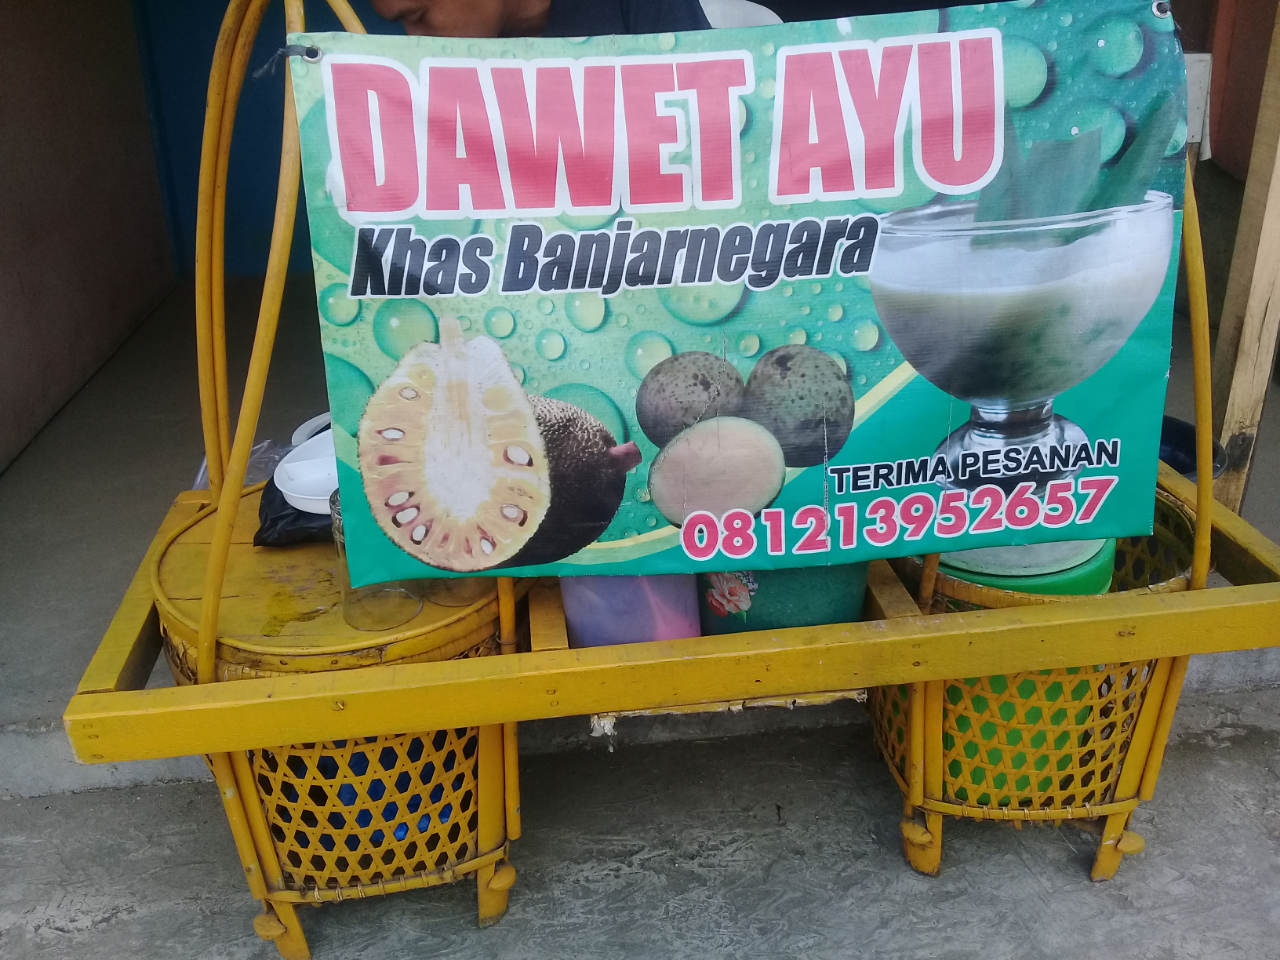 DAWET AYU
Khas Banjarnegara
TERIMA PESANAN
081213952657